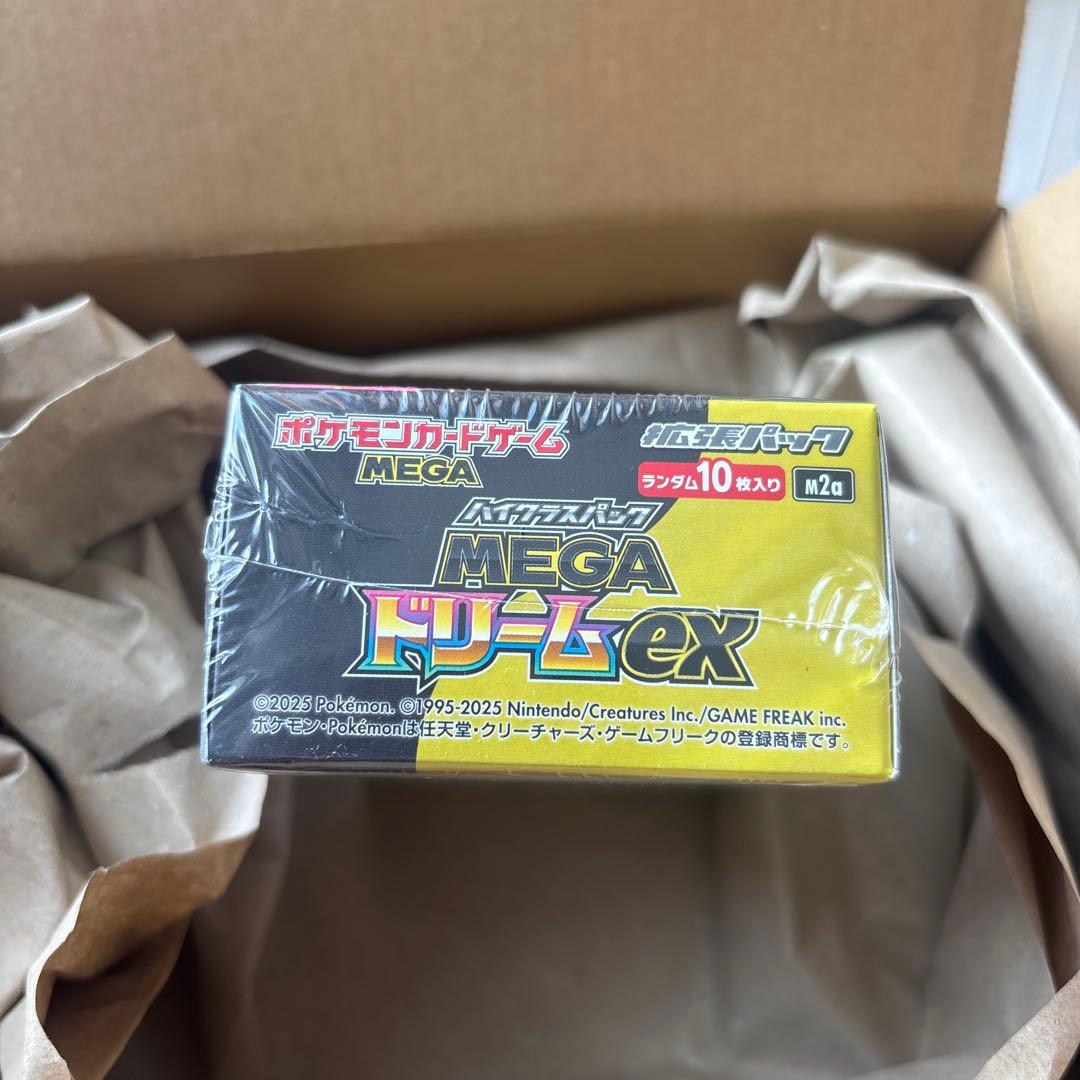 ポケモンカードゲーム
MEGA
拡張パック
ランダム10枚入り
M2a
ハイクラスパック
MEGA
ドリームex
©2025 Pokémon. ©1995-2025 Nintendo/Creatures Inc./GAME FREAK inc.
ポケモン・Pokémonは任天堂・クリーチャーズ・ゲームフリークの登録商標です。